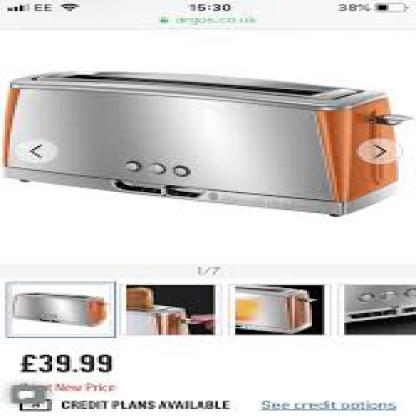 EE 15:30 38%
argos.co.uk
1/7
£39.99
New Price
CREDIT PLANS AVAILABLE See credit options